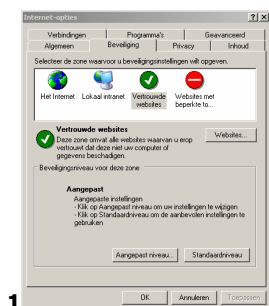 Internet-opties
Verbindingen Programma's Geavanceerd
Algemeen Beveiliging Privacy Inhoud
Selecteer de zone waarvoor u beveiligingsinstellingen wilt opgeven.
Het Internet Lokaal intranet Vertrouwde websites Websites met beperkte to...
Vertrouwde websites
Deze zone omvat alle websites waarvan u erop
vertrouwt dat deze niet uw computer of
gegevens beschadigen.
Websites...
Beveiligingsniveau voor deze zone
Aangepast
Aangepaste instellingen
- Klik op Aangepast niveau om uw instellingen te wijzigen
- Klik op Standaardniveau om de aanbevolen instellingen te
gebruiken
Aangepast niveau... Standaardniveau
OK Annuleren Toepassen
1